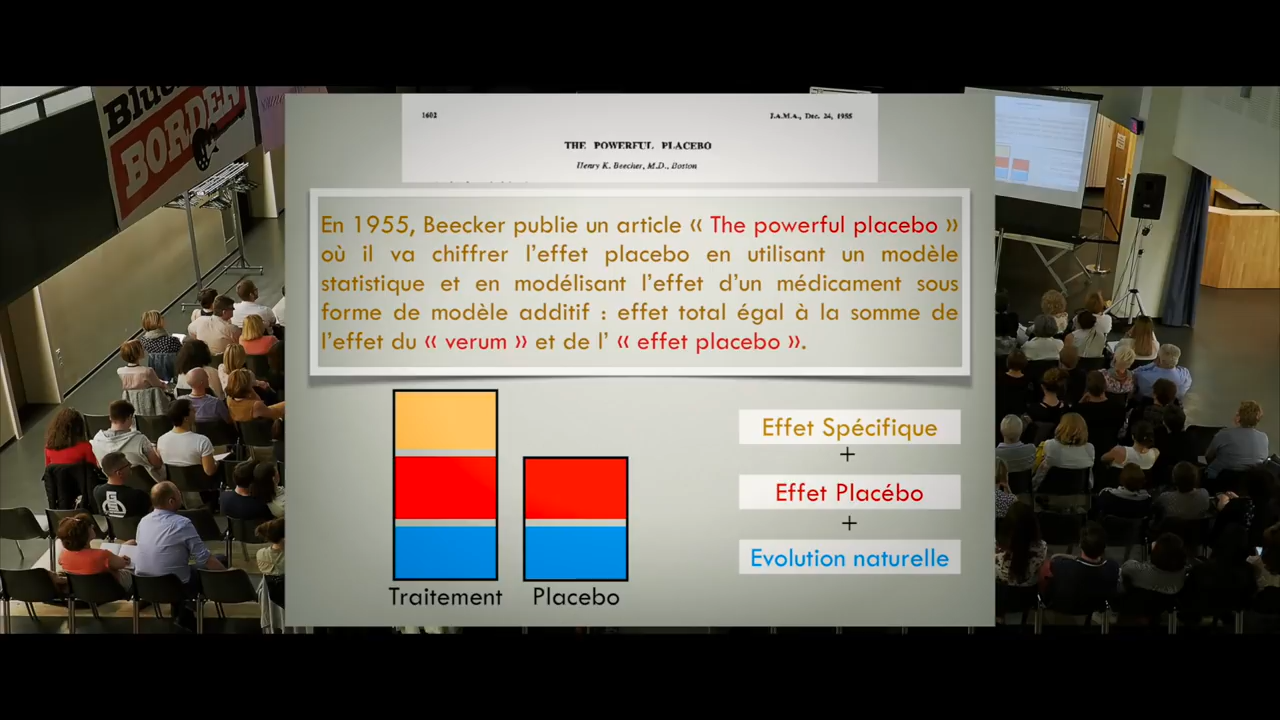 Blue
BORDER
1602
J.A.M.A., Dec. 24, 1955
THE POWERFUL PLACEBO
Henry K. Beecher, M.D., Boston
En 1955, Beecker publie un article « The powerful placebo »
où il va chiffrer l'effet placebo en utilisant un modèle
statistique et en modélisant l'effet d'un médicament sous
forme de modèle additif : effet total égal à la somme de
l'effet du « verum » et de l' « effet placebo ».
Effet Spécifique
+
Effet Placébo
+
Evolution naturelle
Traitement
Placebo